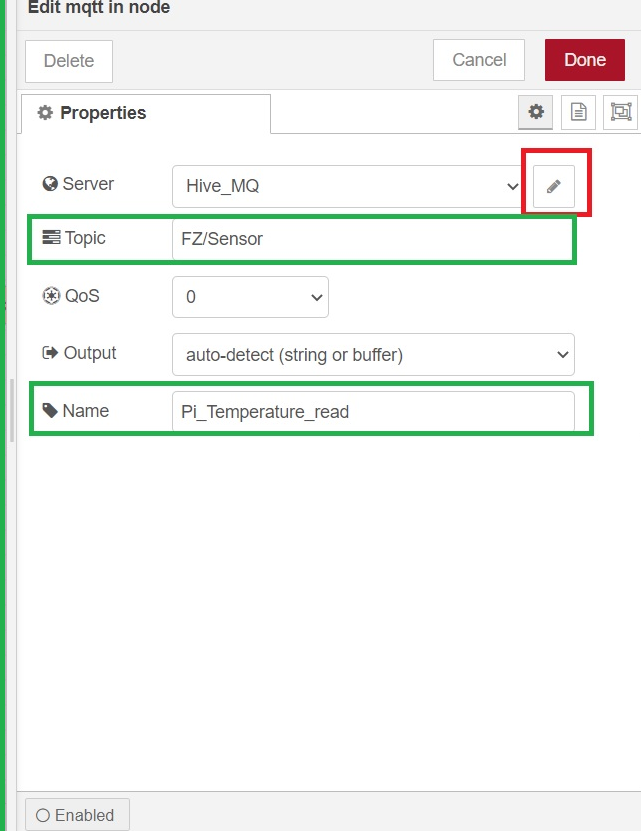 Edit mqtt in node
Delete Cancel Done
Properties
Server Hive_MQ
Topic FZ/Sensor
QoS 0
Output auto-detect (string or buffer)
Name Pi_Temperature_read
Enabled